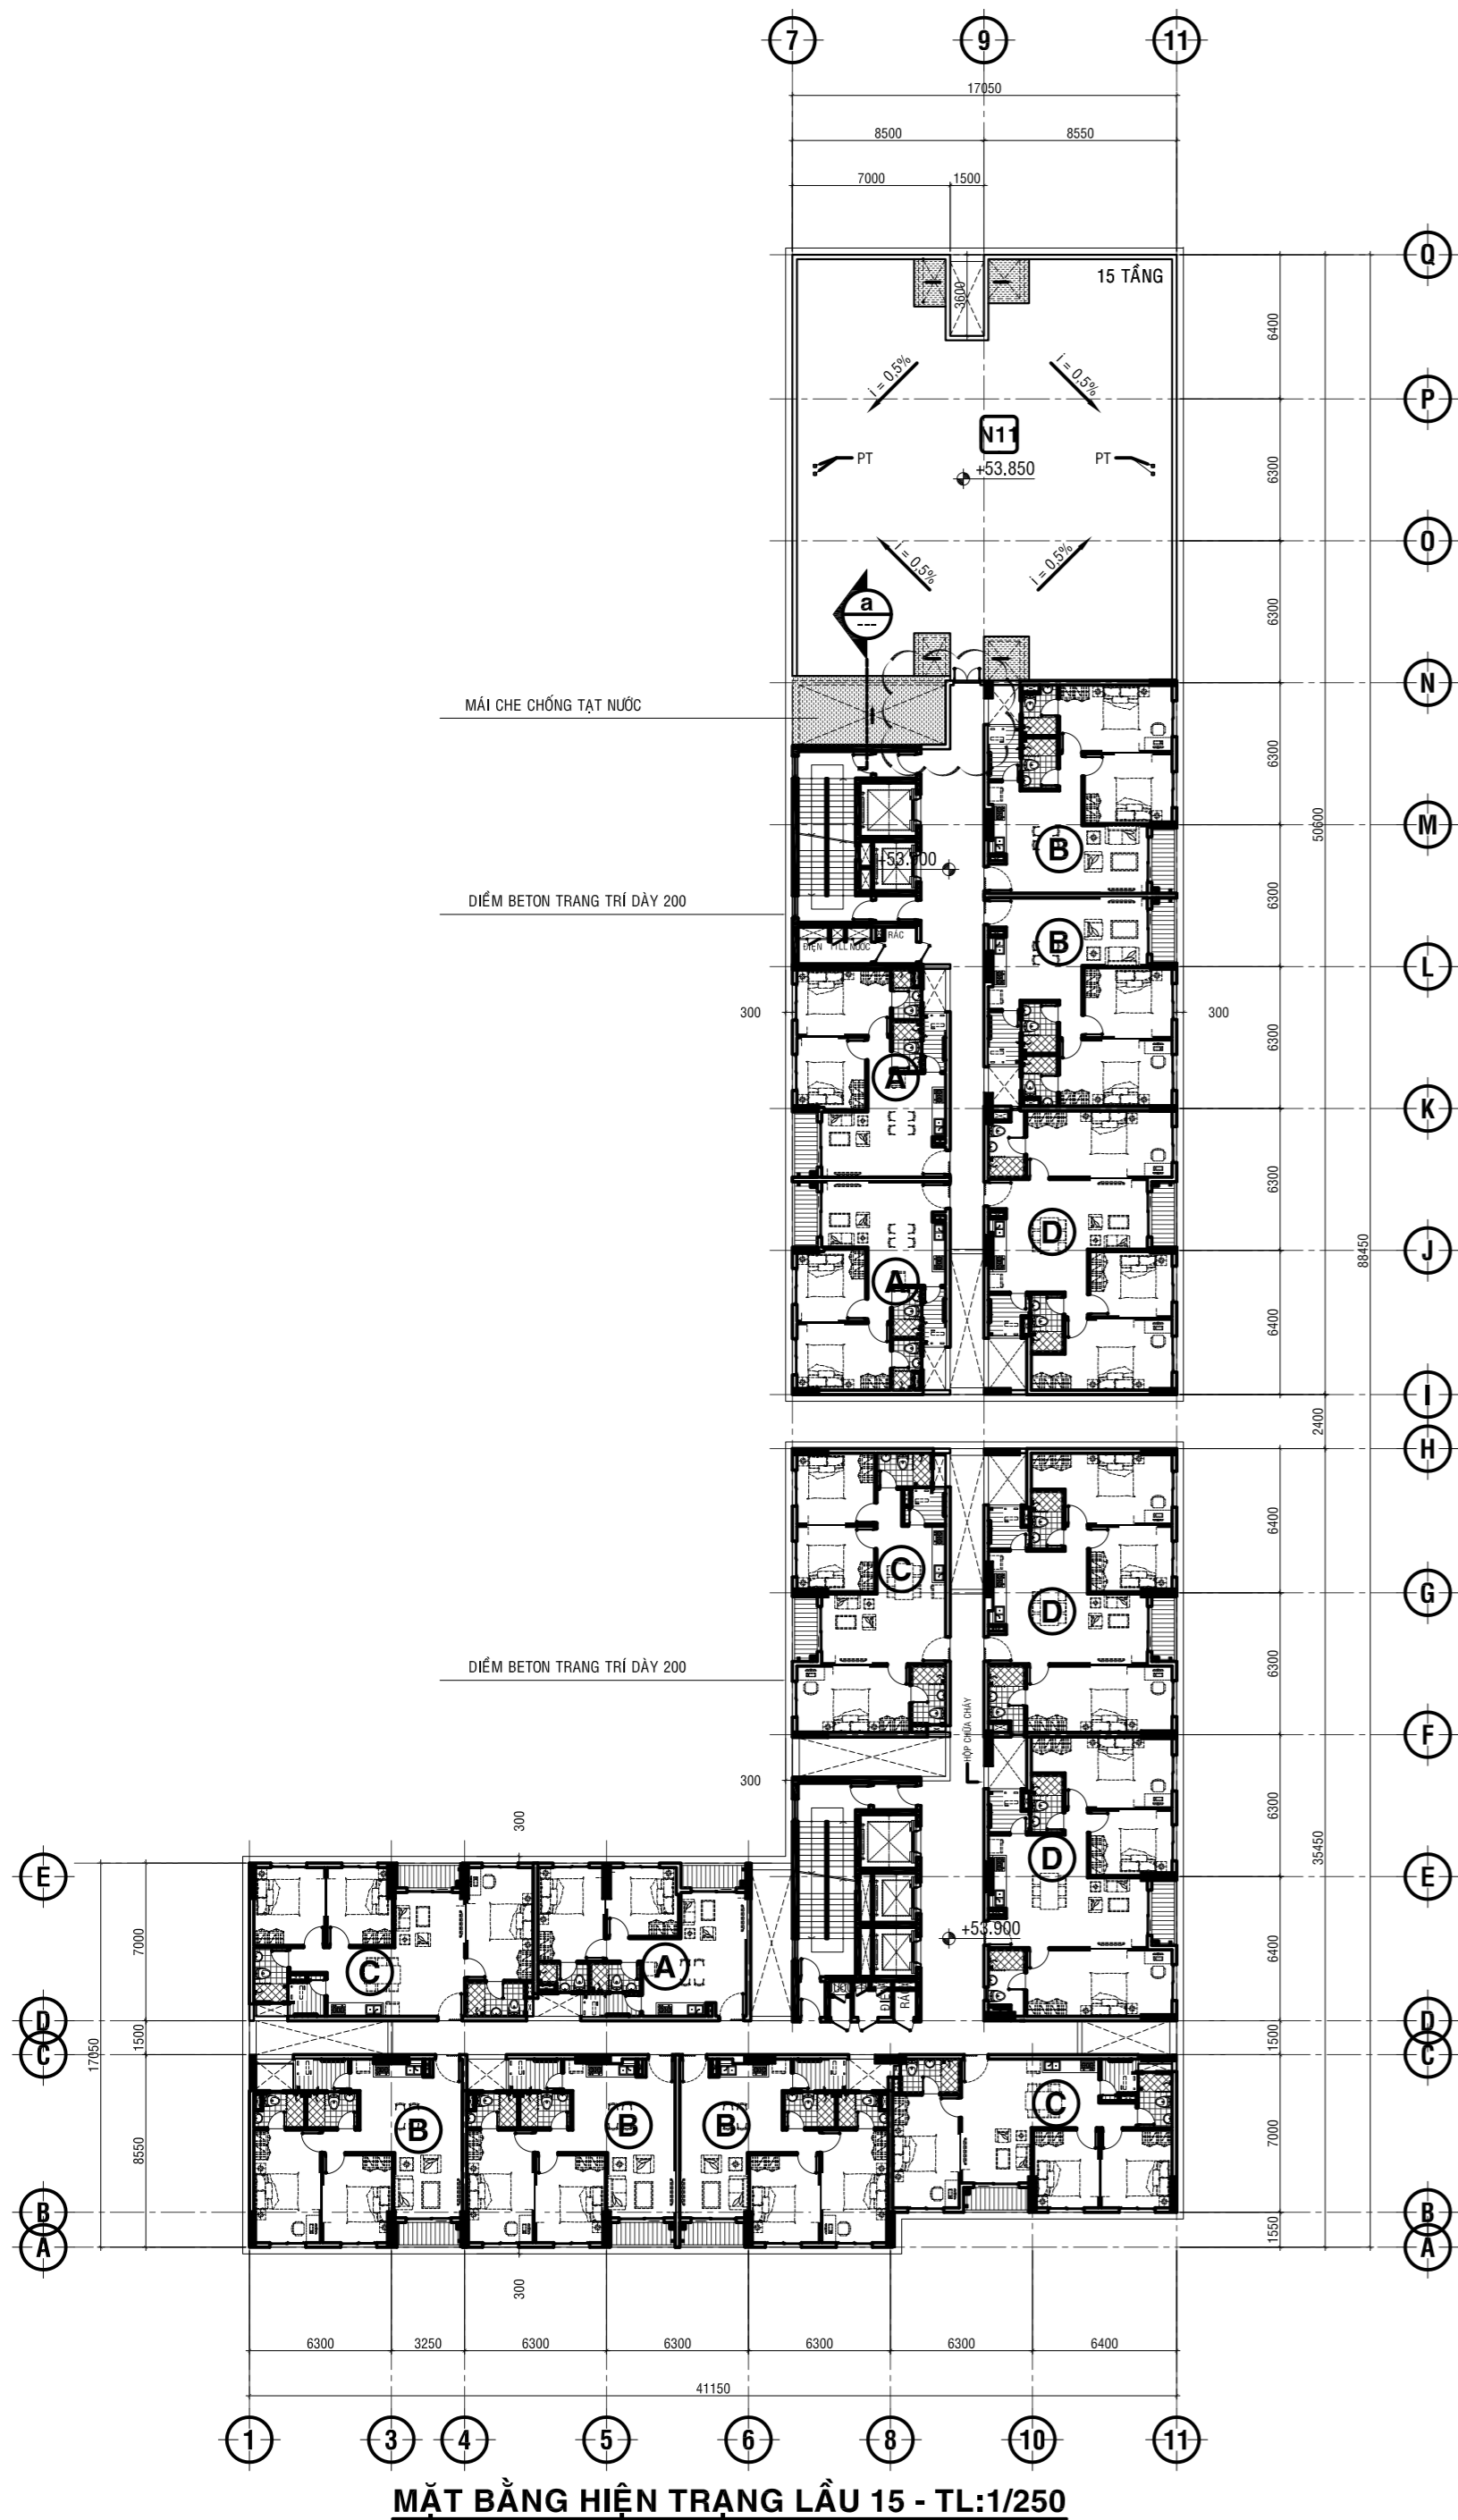 7 9 11
17050
8500 8550
7000 1500
Q
15 TẦNG
3600
6400
i = 0,5% i = 0,5%
P
N11
PT PT
+53.850
6300
O
i = 0,5% i = 0,5%
a
---
6300
N
MÁI CHE CHỐNG TẠT NƯỚC
6300
50600
M
B
+53.900
6300
DIỀM BETON TRANG TRÍ DÀY 200
B
ĐIỆN NƯỚC RÁC
L
300 300
6300
A
K
6300
88450
D
J
A
6400
I
2400
H
6400
C
G
D
6300
DIỀM BETON TRANG TRÍ DÀY 200
HỘP CHỮA CHÁY
F
300
6300
300
D
35450
E E
7000
+53.900
6400
C A
ĐIỆN
RÁC
D D
17050
1500 1500
C C
C
B B B
8550
7000
B B
1550
A A
300
6300 3250 6300 6300 6300 6300 6400
41150
1 3 4 5 6 8 10 11
MẶT BẰNG HIỆN TRẠNG LẦU 15 - TL:1/250